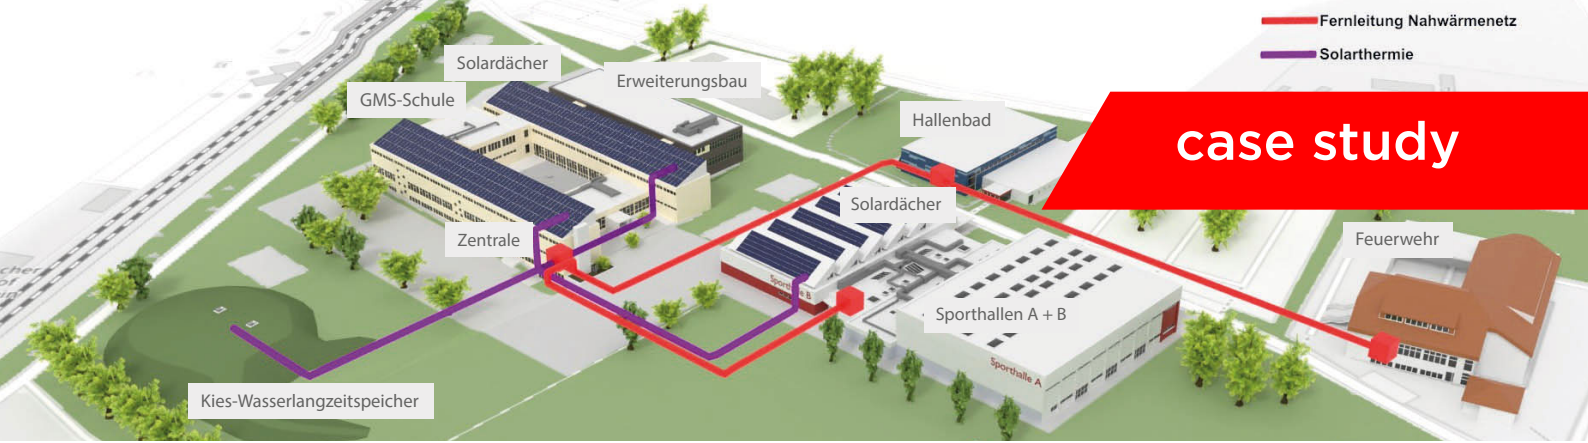 Fernleitung Nahwärmenetz
Solarthermie
case study
Solardächer
Erweiterungsbau
GMS-Schule
Hallenbad
Solardächer
Zentrale
Feuerwehr
Sporthallen A + B
Sporthalle A
Kies-Wasserlangzeitspeicher